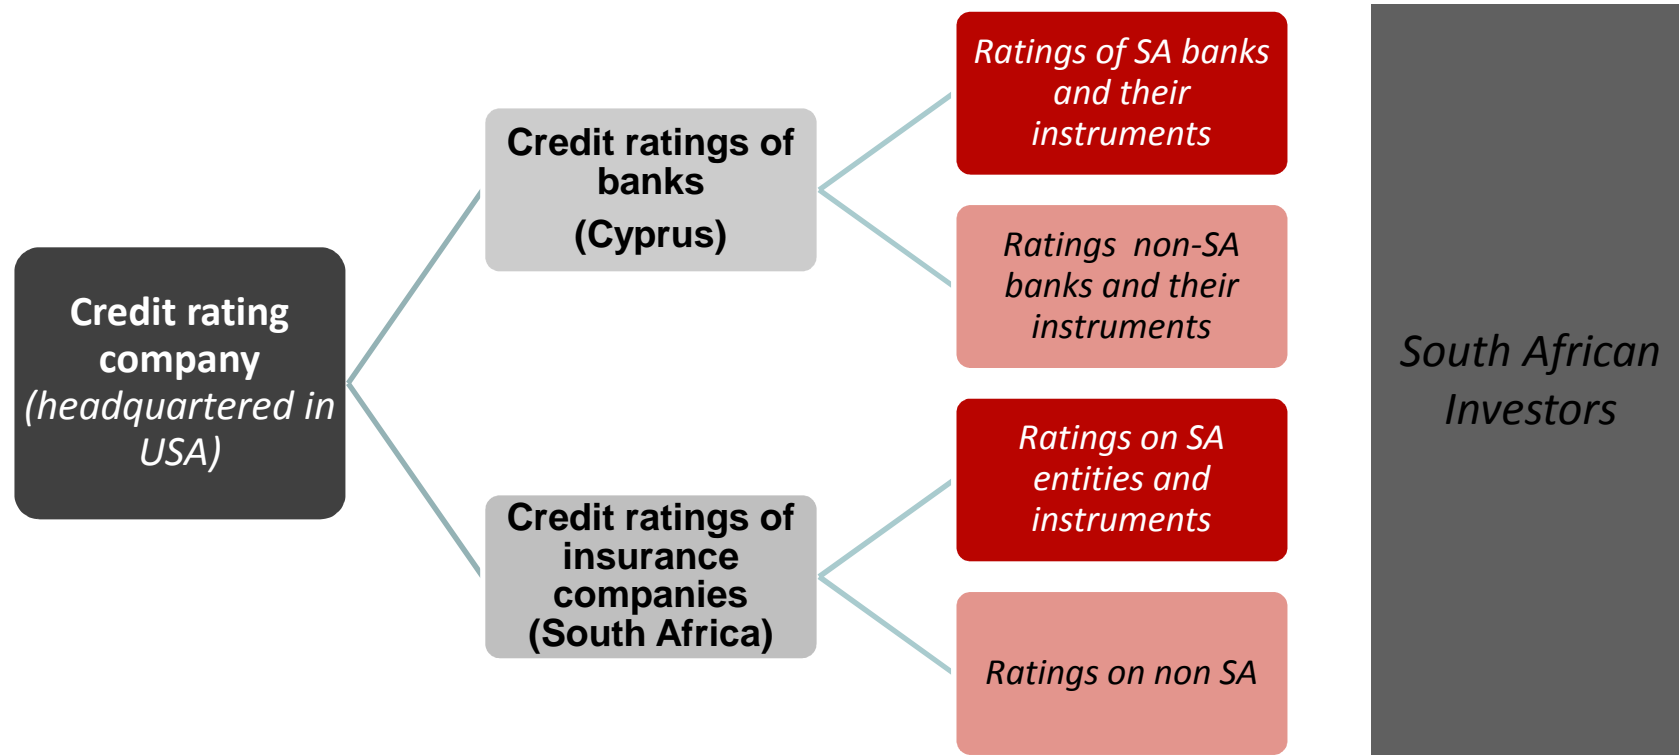 Credit rating
company
(headquartered in
USA)
Credit ratings of
banks
(Cyprus)
Credit ratings of
insurance
companies
(South Africa)
Ratings of SA banks
and their
instruments
Ratings  non-SA
banks and their
instruments
Ratings on SA
entities and
instruments
Ratings on non SA
South African
Investors